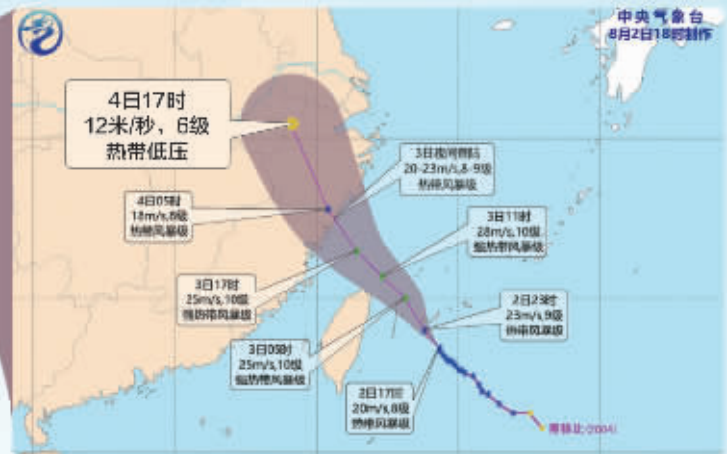 中央气象台
8月2日18时制作
4日17时
12米/秒，6级
热带低压
3日夜间登陆
20-23m/s,8-9级
热带风暴级
4日05时
18m/s,8级
热带风暴级
3日11时
28m/s,10级
强热带风暴级
3日17时
25m/s,10级
强热带风暴级
2日23时
23m/s,9级
热带风暴级
3日05时
25m/s,10级
强热带风暴级
2日17时
20m/s,8级
热带风暴级
(2004)